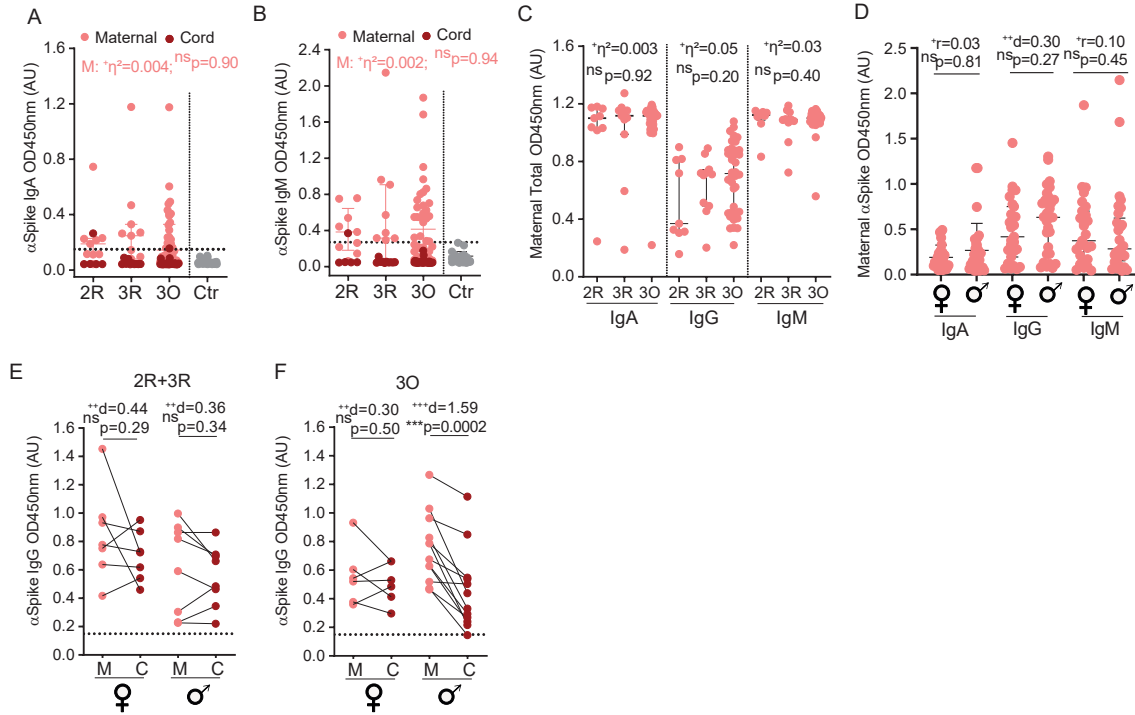 A
Maternal Cord
M: ⁺η²=0.004; ⁿˢp=0.90
αSpike IgA OD450nm (AU)
1.6
1.2
0.8
0.4
0.0
2R 3R 3O Ctr
B
Maternal Cord
M: ⁺η²=0.002; ⁿˢp=0.94
αSpike IgM OD450nm (AU)
2.4
2.0
1.6
1.2
0.8
0.4
0.0
2R 3R 3O Ctr
C
⁺η²=0.003 ⁺η²=0.05 ⁺η²=0.03
ⁿˢp=0.92 ⁿˢp=0.20 ⁿˢp=0.40
Maternal Total OD450nm (AU)
1.6
1.2
0.8
0.4
0.0
2R 3R 3O 2R 3R 3O 2R 3R 3O
IgA IgG IgM
D
⁺r=0.03 ⁺⁺d=0.30 ⁺r=0.10
ⁿˢp=0.81 ⁿˢp=0.27 ⁿˢp=0.45
Maternal αSpike OD450nm (AU)
2.5
2.0
1.5
1.0
0.5
0.0
♀ ♂ ♀ ♂ ♀ ♂
IgA IgG IgM
E
2R+3R
⁺⁺d=0.44 ⁺⁺d=0.36
ⁿˢp=0.29 ⁿˢp=0.34
αSpike IgG OD450nm (AU)
1.6
1.4
1.2
1.0
0.8
0.6
0.4
0.2
0.0
M C M C
♀ ♂
F
3O
⁺⁺d=0.30 ⁺⁺⁺d=1.59
ⁿˢp=0.50 ***p=0.0002
αSpike IgG OD450nm (AU)
1.6
1.4
1.2
1.0
0.8
0.6
0.4
0.2
0.0
M C M C
♀ ♂